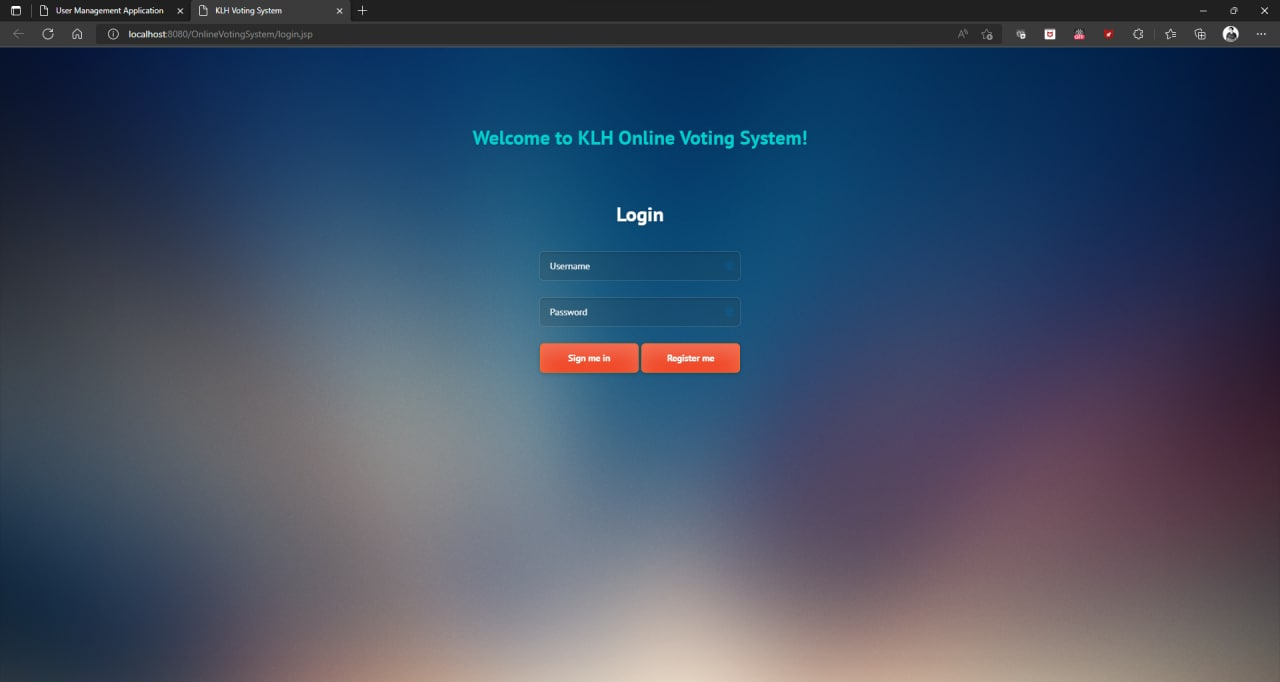 User Management Application
KLH Voting System
localhost:8080/OnlineVotingSystem/login.jsp
Welcome to KLH Online Voting System!
Login
Username
Password
Sign me in
Register me